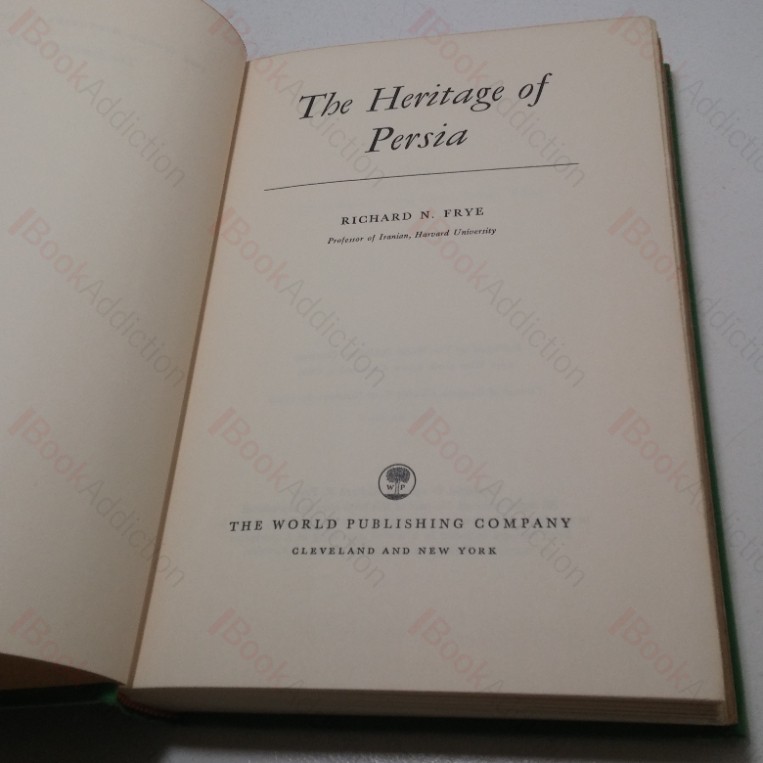 The Heritage of
Persia
RICHARD N. FRYE
Professor of Iranian, Harvard University
W P
THE WORLD PUBLISHING COMPANY
CLEVELAND AND NEW YORK
BookAddiction